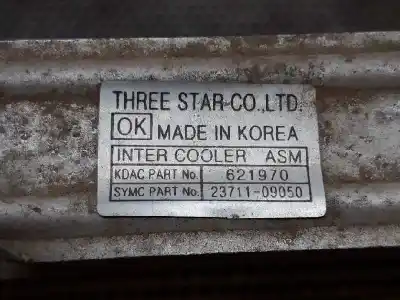 THREE STAR CO.,LTD.
OK MADE IN KOREA
INTER COOLER ASM
KDAC PART No. 621970
SYMC PART No. 23711-09050